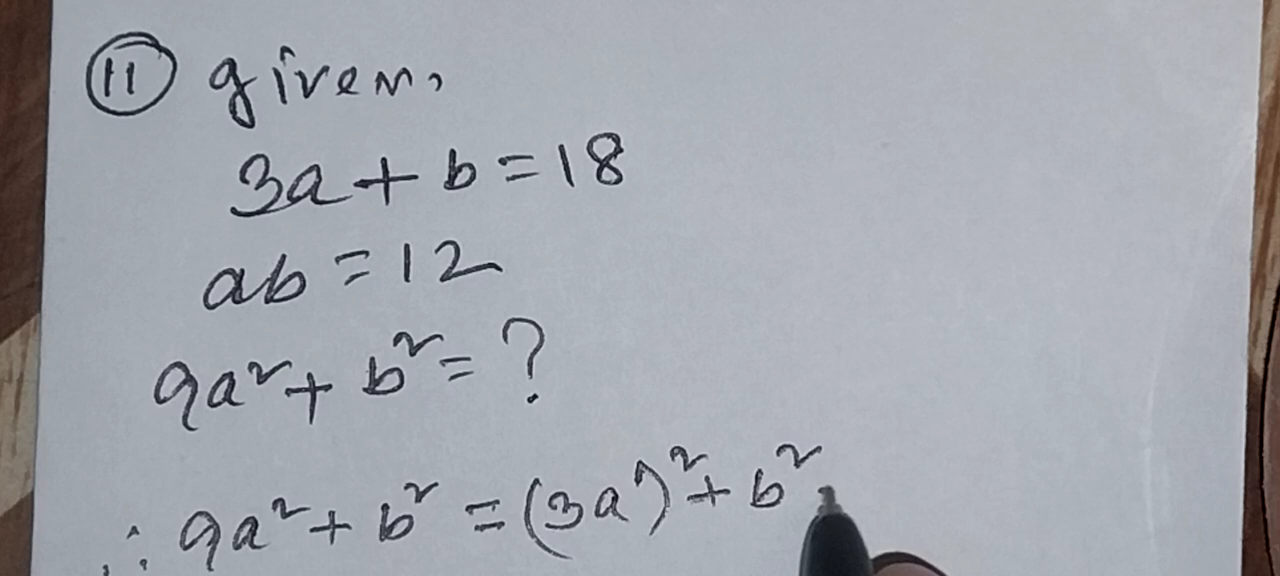 ⑪ given,
3a + b = 18
ab = 12
9a² + b² = ?
∴ 9a² + b² = (3a)² + b²